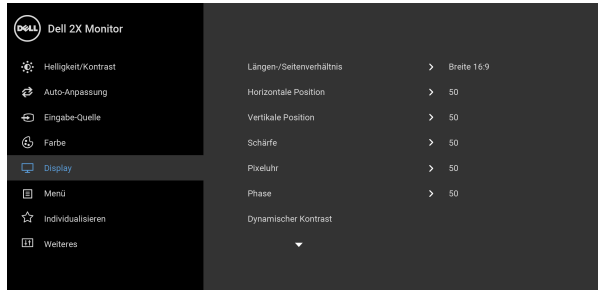 DELL Dell 2X Monitor
Helligkeit/Kontrast
Auto-Anpassung
Eingabe-Quelle
Farbe
Display
Menü
Individualisieren
Weiteres
Längen-/Seitenverhältnis Breite 16:9
Horizontale Position 50
Vertikale Position 50
Schärfe 50
Pixeluhr 50
Phase 50
Dynamischer Kontrast